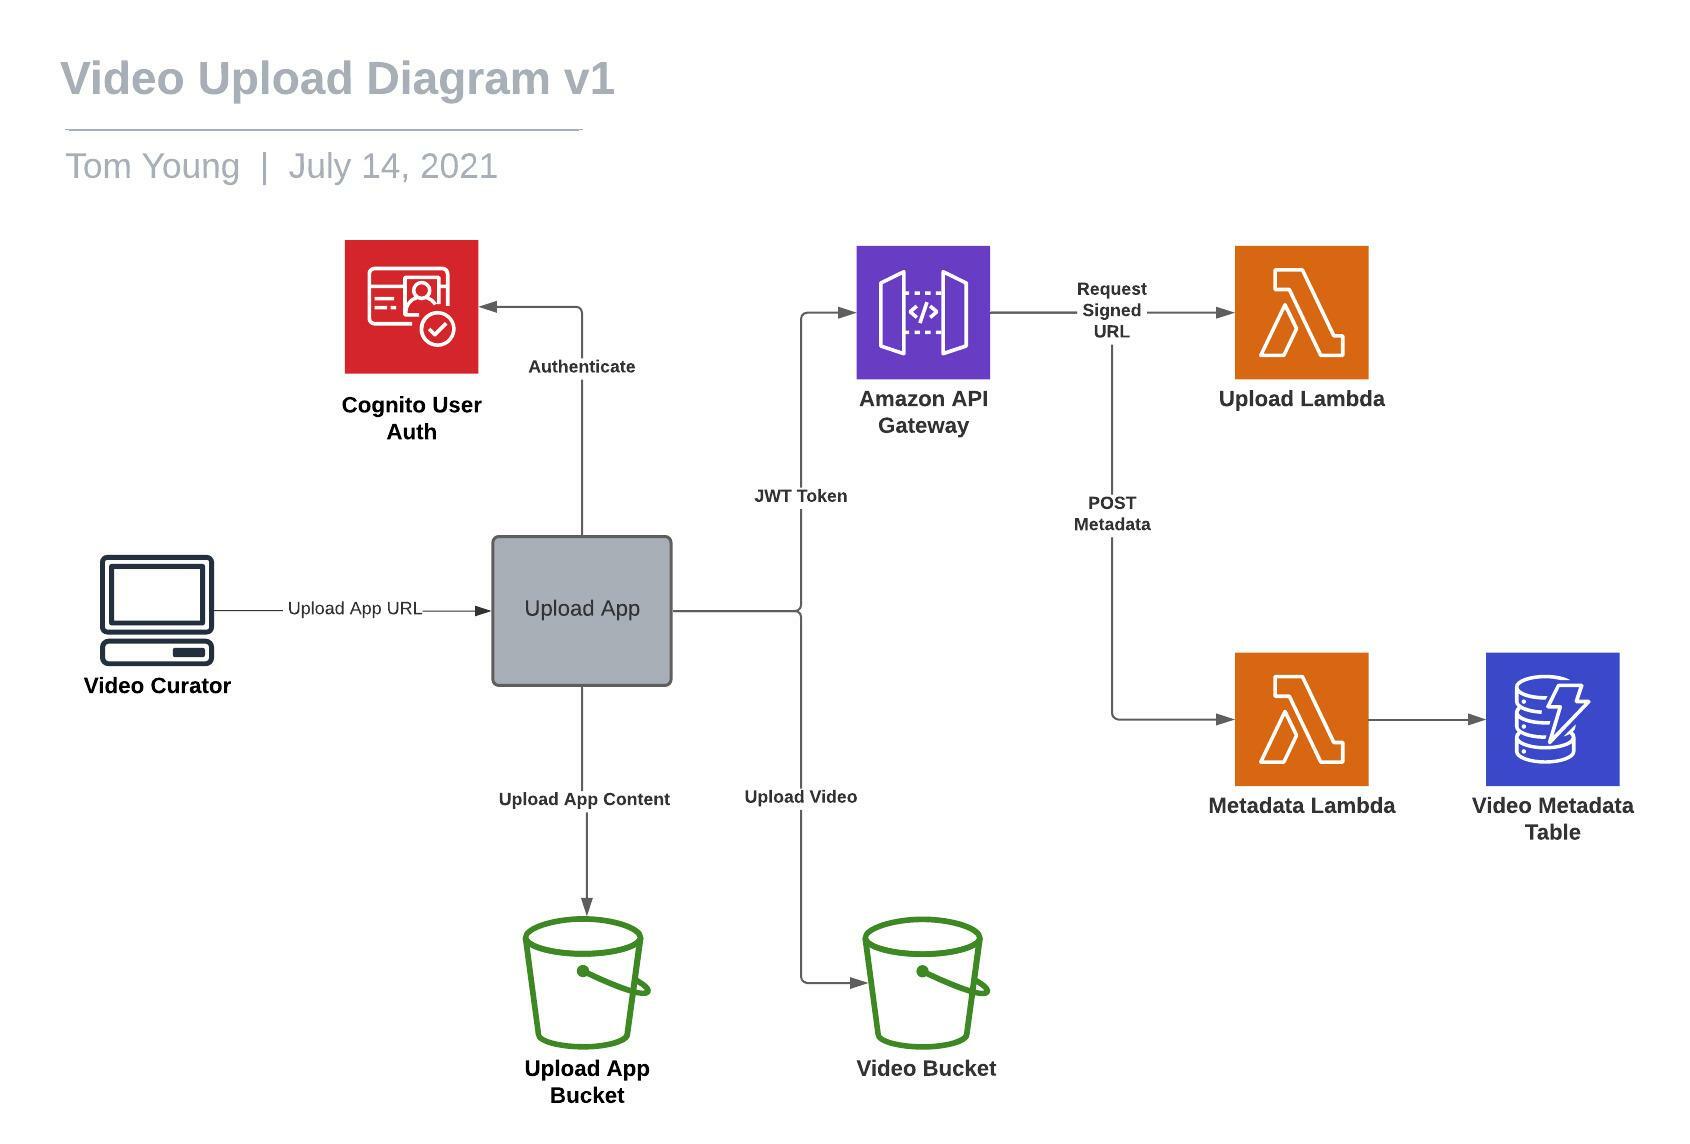 Video Upload Diagram v1
Tom Young | July 14, 2021
Cognito User
Auth
Authenticate
Amazon API
Gateway
Request
Signed
URL
Upload Lambda
JWT Token
POST
Metadata
Video Curator
Upload App URL
Upload App
Upload App Content
Upload Video
Metadata Lambda
Video Metadata
Table
Upload App
Bucket
Video Bucket